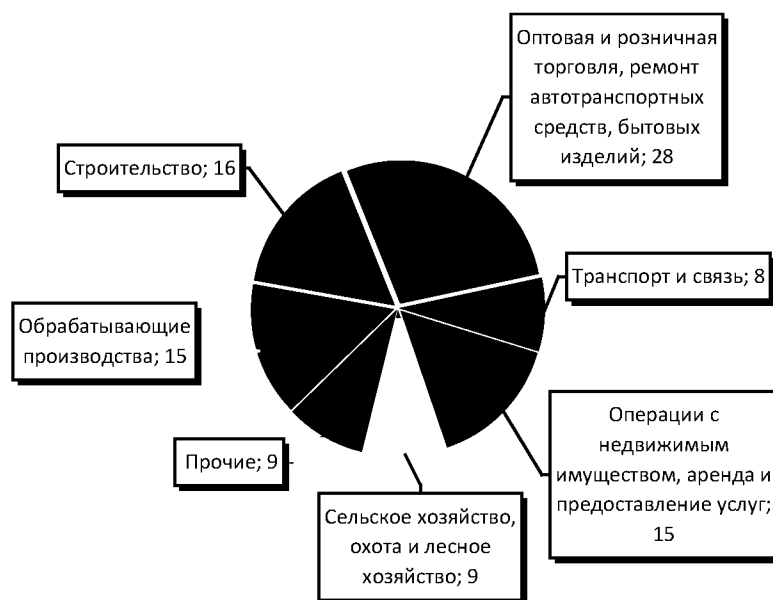 Оптовая и розничная
торговля, ремонт
автотранспортных
средств, бытовых
изделий; 28
Строительство; 16
Транспорт и связь; 8
Обрабатывающие
производства; 15
Операции с
недвижимым
имуществом, аренда и
предоставление услуг;
15
Прочие; 9
Сельское хозяйство,
охота и лесное
хозяйство; 9